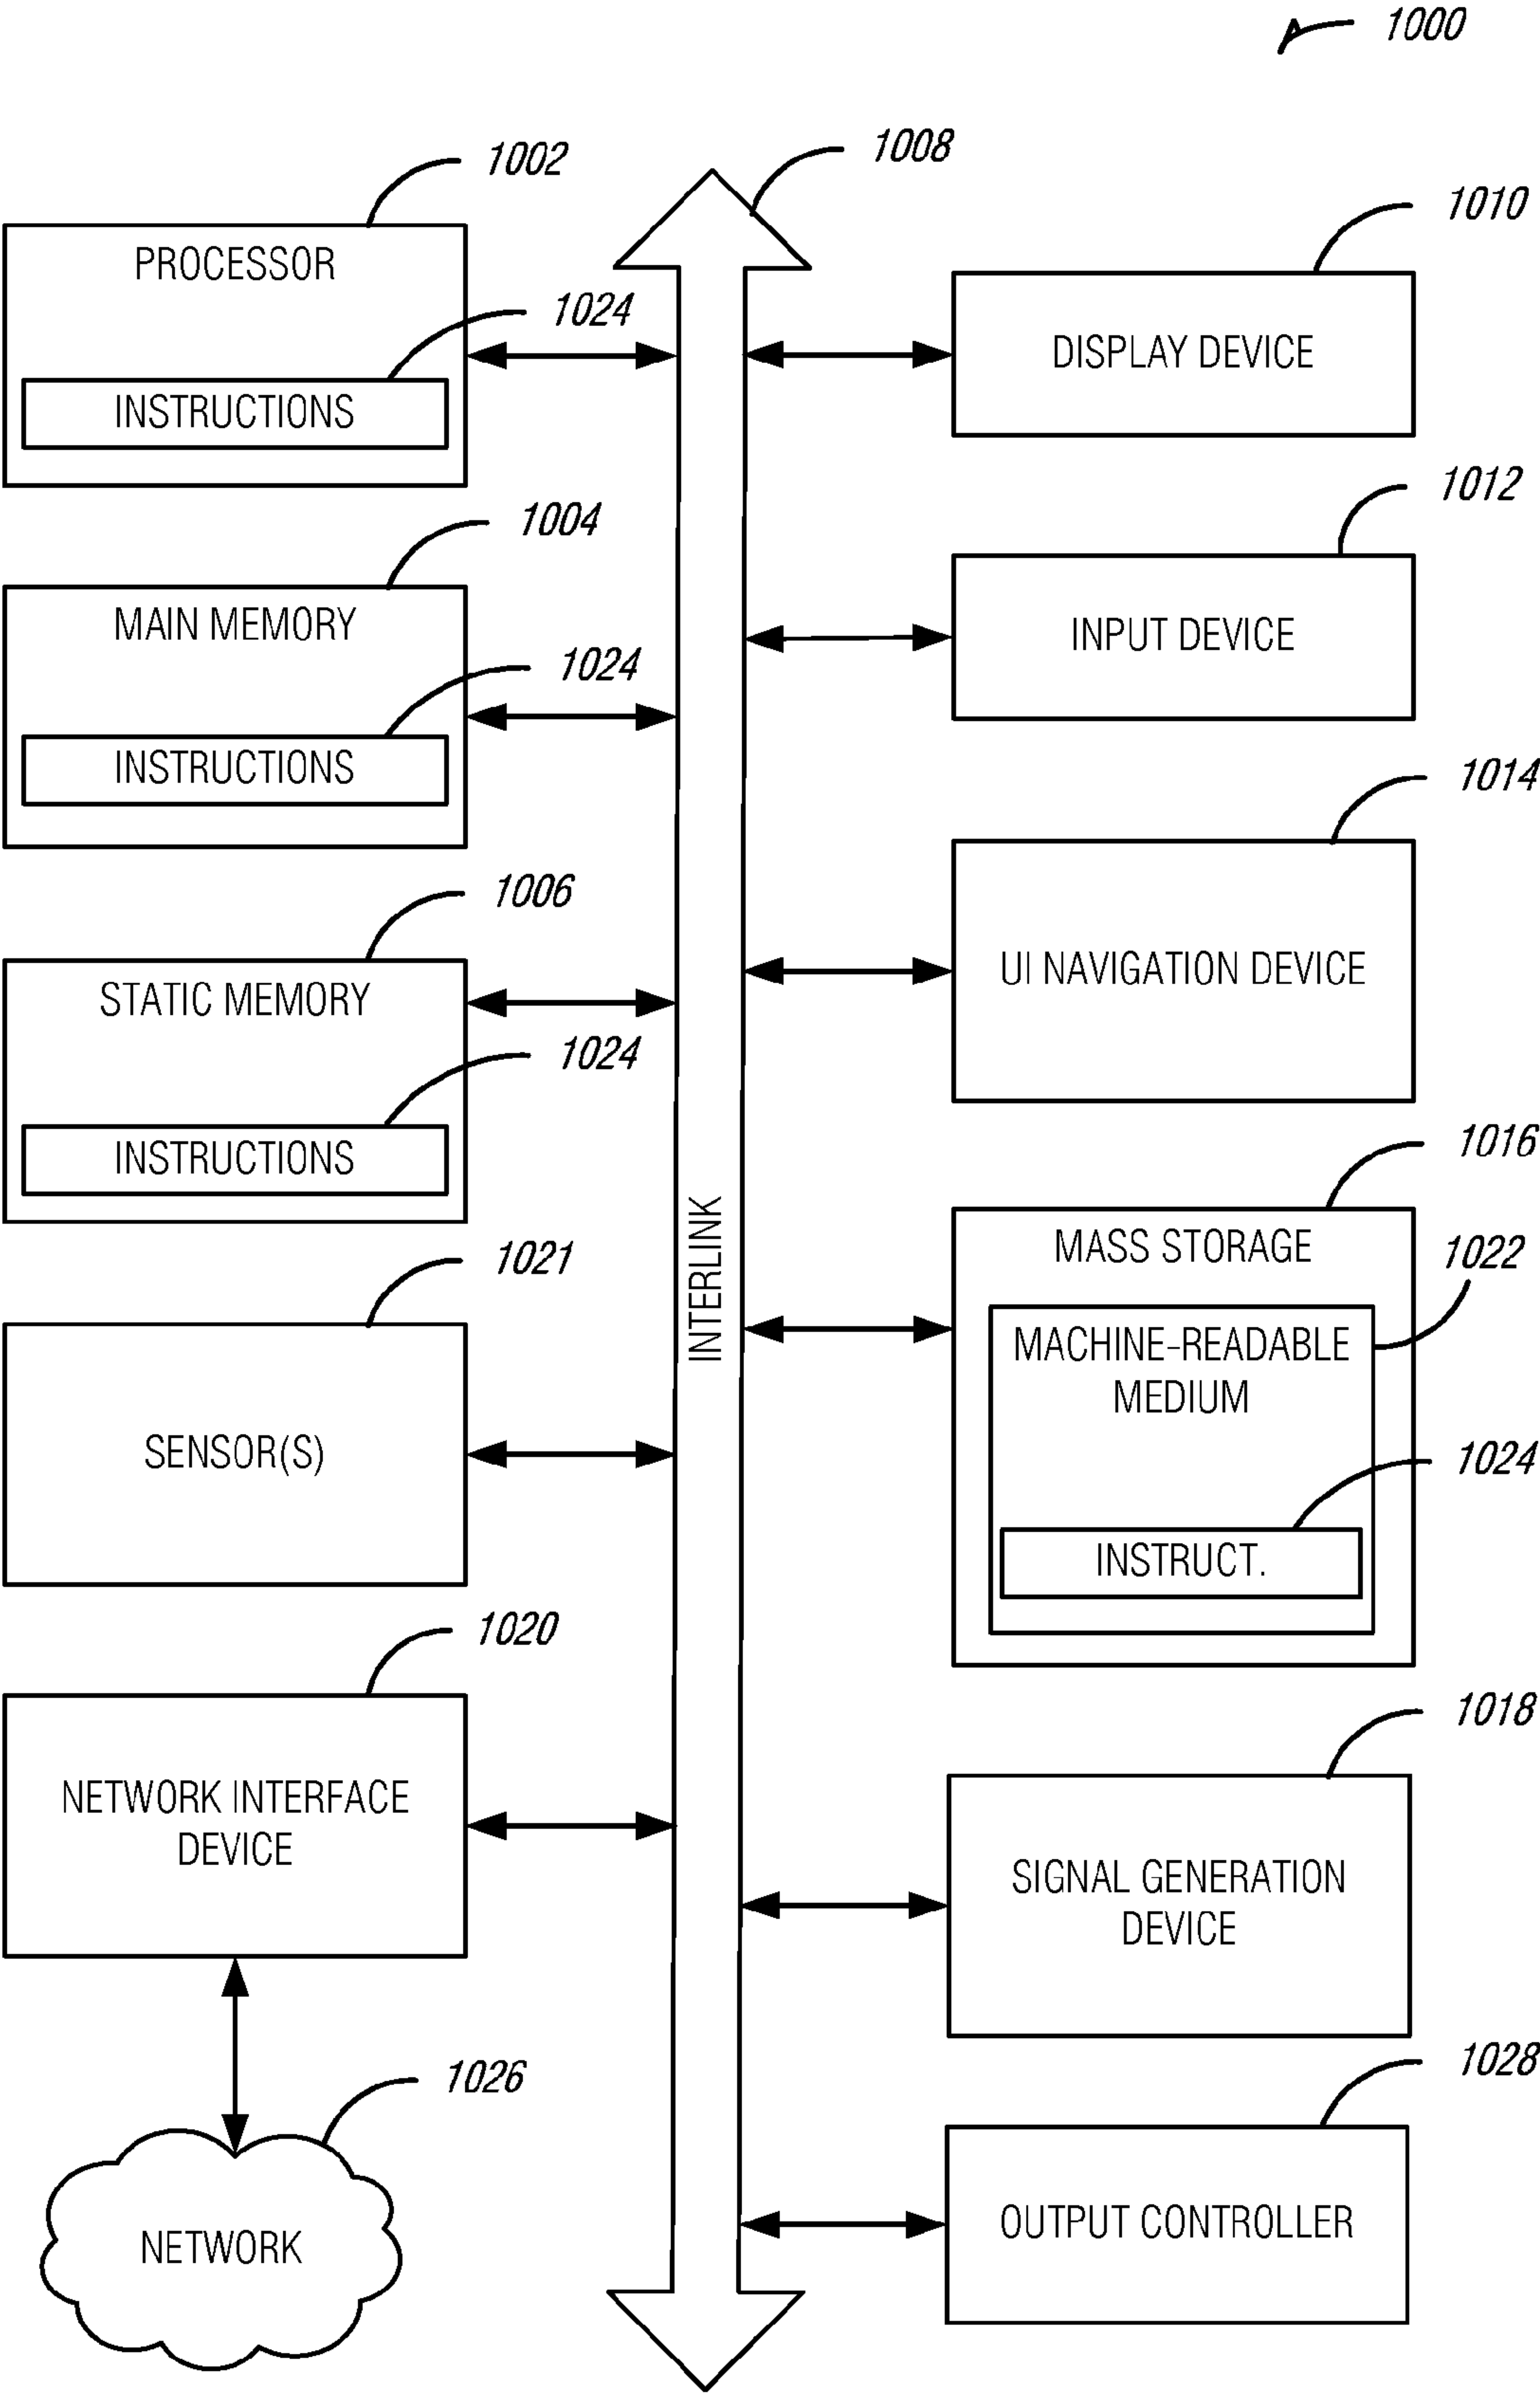 1000
1008
1002
PROCESSOR
1024
INSTRUCTIONS
1004
MAIN MEMORY
1024
INSTRUCTIONS
1006
STATIC MEMORY
1024
INSTRUCTIONS
1021
SENSOR(S)
1020
NETWORK INTERFACE
DEVICE
1026
NETWORK
INTERLINK
1010
DISPLAY DEVICE
1012
INPUT DEVICE
1014
UI NAVIGATION DEVICE
1016
MASS STORAGE
1022
MACHINE-READABLE
MEDIUM
1024
INSTRUCT.
1018
SIGNAL GENERATION
DEVICE
1028
OUTPUT CONTROLLER